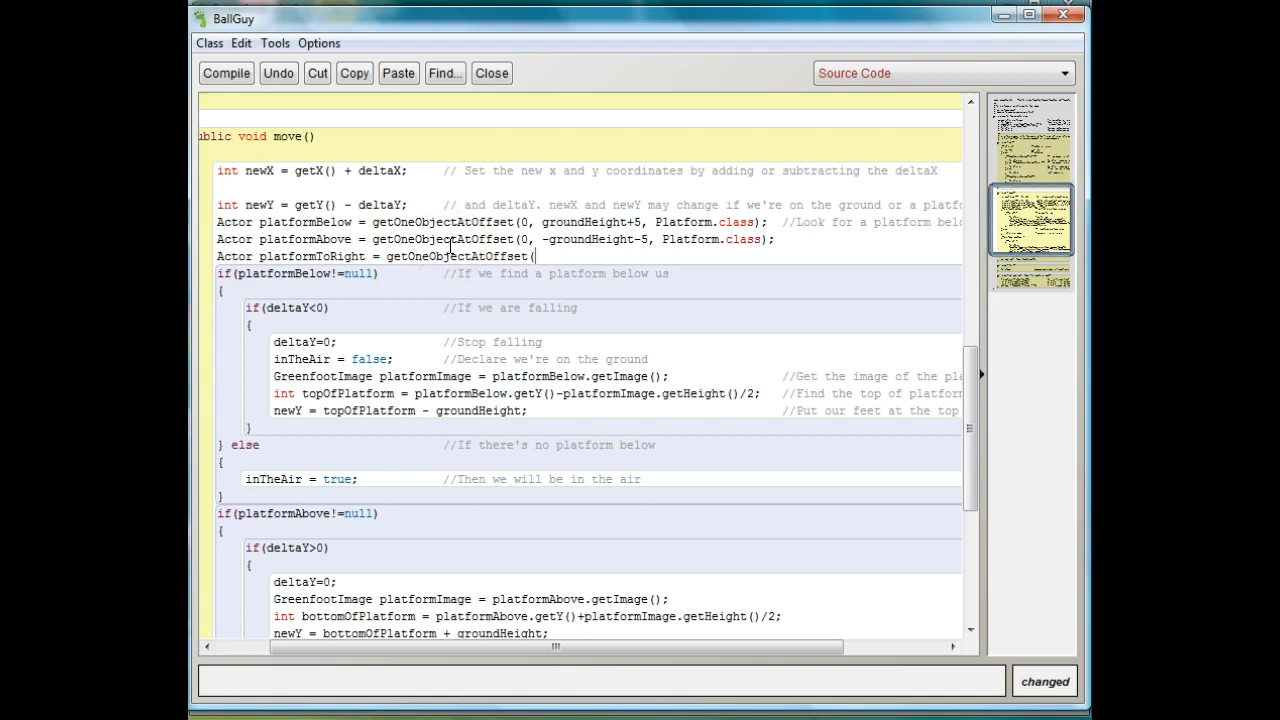 BallGuy
Class Edit Tools Options
Compile Undo Cut Copy Paste Find... Close Source Code
ublic void move()
int newX = getX() + deltaX; // Set the new x and y coordinates by adding or subtracting the deltaX
int newY = getY() - deltaY; // and deltaY. newX and newY may change if we're on the ground or a platfo
Actor platformBelow = getOneObjectAtOffset(0, groundHeight+5, Platform.class); //Look for a platform belo
Actor platformAbove = getOneObjectAtOffset(0, -groundHeight-5, Platform.class);
Actor platformToRight = getOneObjectAtOffset(
if(platformBelow!=null) //If we find a platform below us
{
if(deltaY<0) //If we are falling
{
deltaY=0; //Stop falling
inTheAir = false; //Declare we're on the ground
GreenfootImage platformImage = platformBelow.getImage(); //Get the image of the pla
int topOfPlatform = platformBelow.getY()-platformImage.getHeight()/2; //Find the top of platform
newY = topOfPlatform - groundHeight; //Put our feet at the top
}
} else //If there's no platform below
{
inTheAir = true; //Then we will be in the air
}
if(platformAbove!=null)
{
if(deltaY>0)
{
deltaY=0;
GreenfootImage platformImage = platformAbove.getImage();
int bottomOfPlatform = platformAbove.getY()+platformImage.getHeight()/2;
newY = bottomOfPlatform + groundHeight;
changed